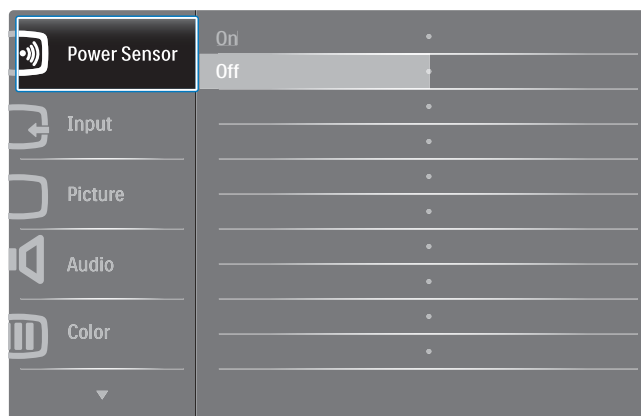 Power Sensor
On
Off
Input
Picture
Audio
Color